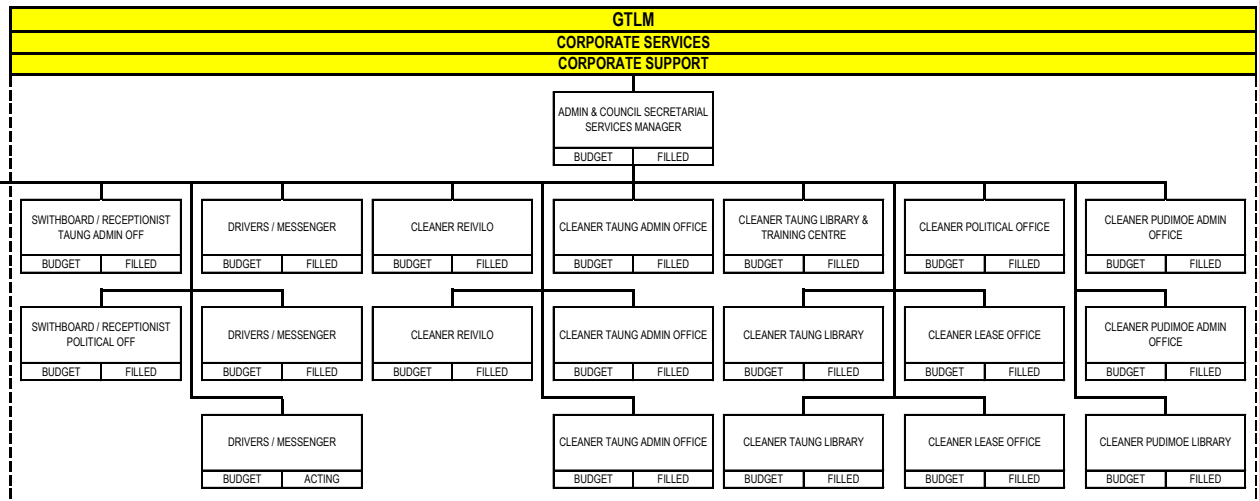 GTLM
CORPORATE SERVICES
CORPORATE SUPPORT
ADMIN & COUNCIL SECRETARIAL
SERVICES MANAGER
BUDGET FILLED
SWITHBOARD / RECEPTIONIST
TAUNG ADMIN OFF
BUDGET FILLED
DRIVERS / MESSENGER
BUDGET FILLED
CLEANER REIVILO
BUDGET FILLED
CLEANER TAUNG ADMIN OFFICE
BUDGET FILLED
CLEANER TAUNG LIBRARY &
TRAINING CENTRE
BUDGET FILLED
CLEANER POLITICAL OFFICE
BUDGET FILLED
CLEANER PUDIMOE ADMIN
OFFICE
BUDGET FILLED
SWITHBOARD / RECEPTIONIST
POLITICAL OFF
BUDGET FILLED
DRIVERS / MESSENGER
BUDGET FILLED
CLEANER REIVILO
BUDGET FILLED
CLEANER TAUNG ADMIN OFFICE
BUDGET FILLED
CLEANER TAUNG LIBRARY
BUDGET FILLED
CLEANER LEASE OFFICE
BUDGET FILLED
CLEANER PUDIMOE ADMIN
OFFICE
BUDGET FILLED
DRIVERS / MESSENGER
BUDGET ACTING
CLEANER TAUNG ADMIN OFFICE
BUDGET FILLED
CLEANER TAUNG LIBRARY
BUDGET FILLED
CLEANER LEASE OFFICE
BUDGET FILLED
CLEANER PUDIMOE LIBRARY
BUDGET FILLED